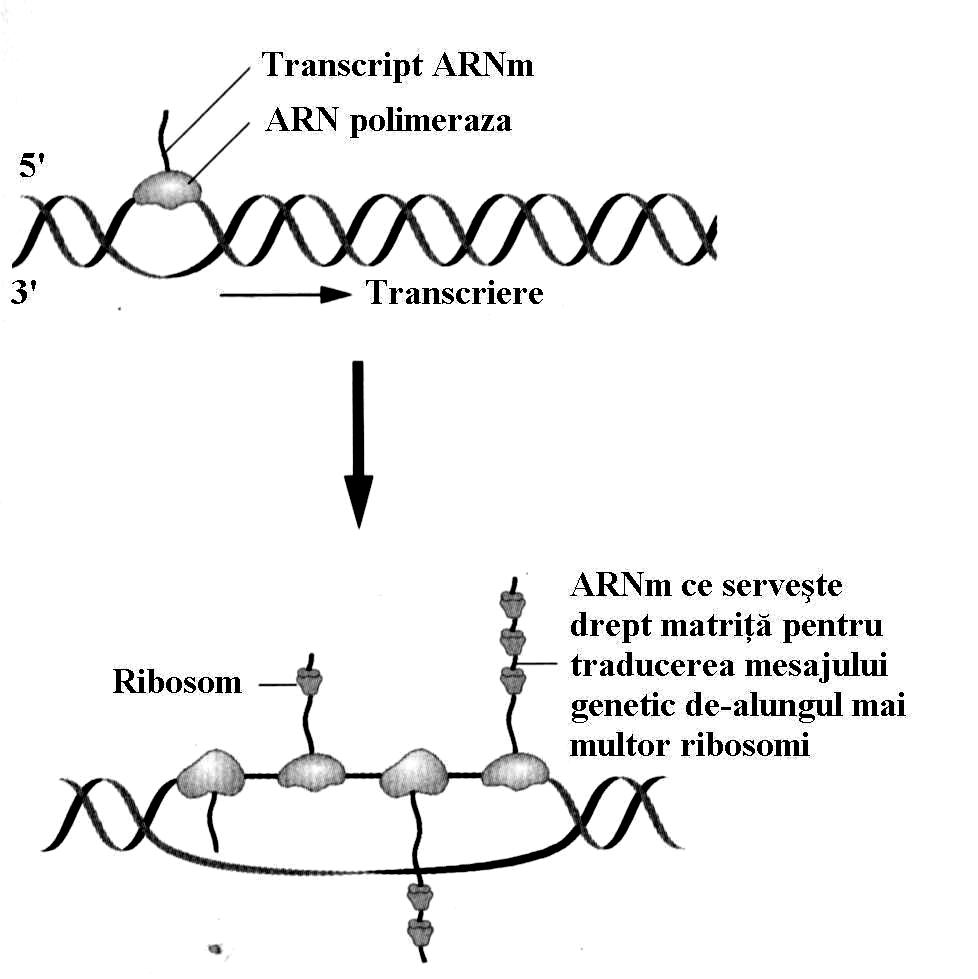 Transcript ARNm
ARN polimeraza
5'
3'
Transcriere
ARNm ce serveşte
drept matriță pentru
traducerea mesajului
genetic de-alungul mai
multor ribosomi
Ribosom